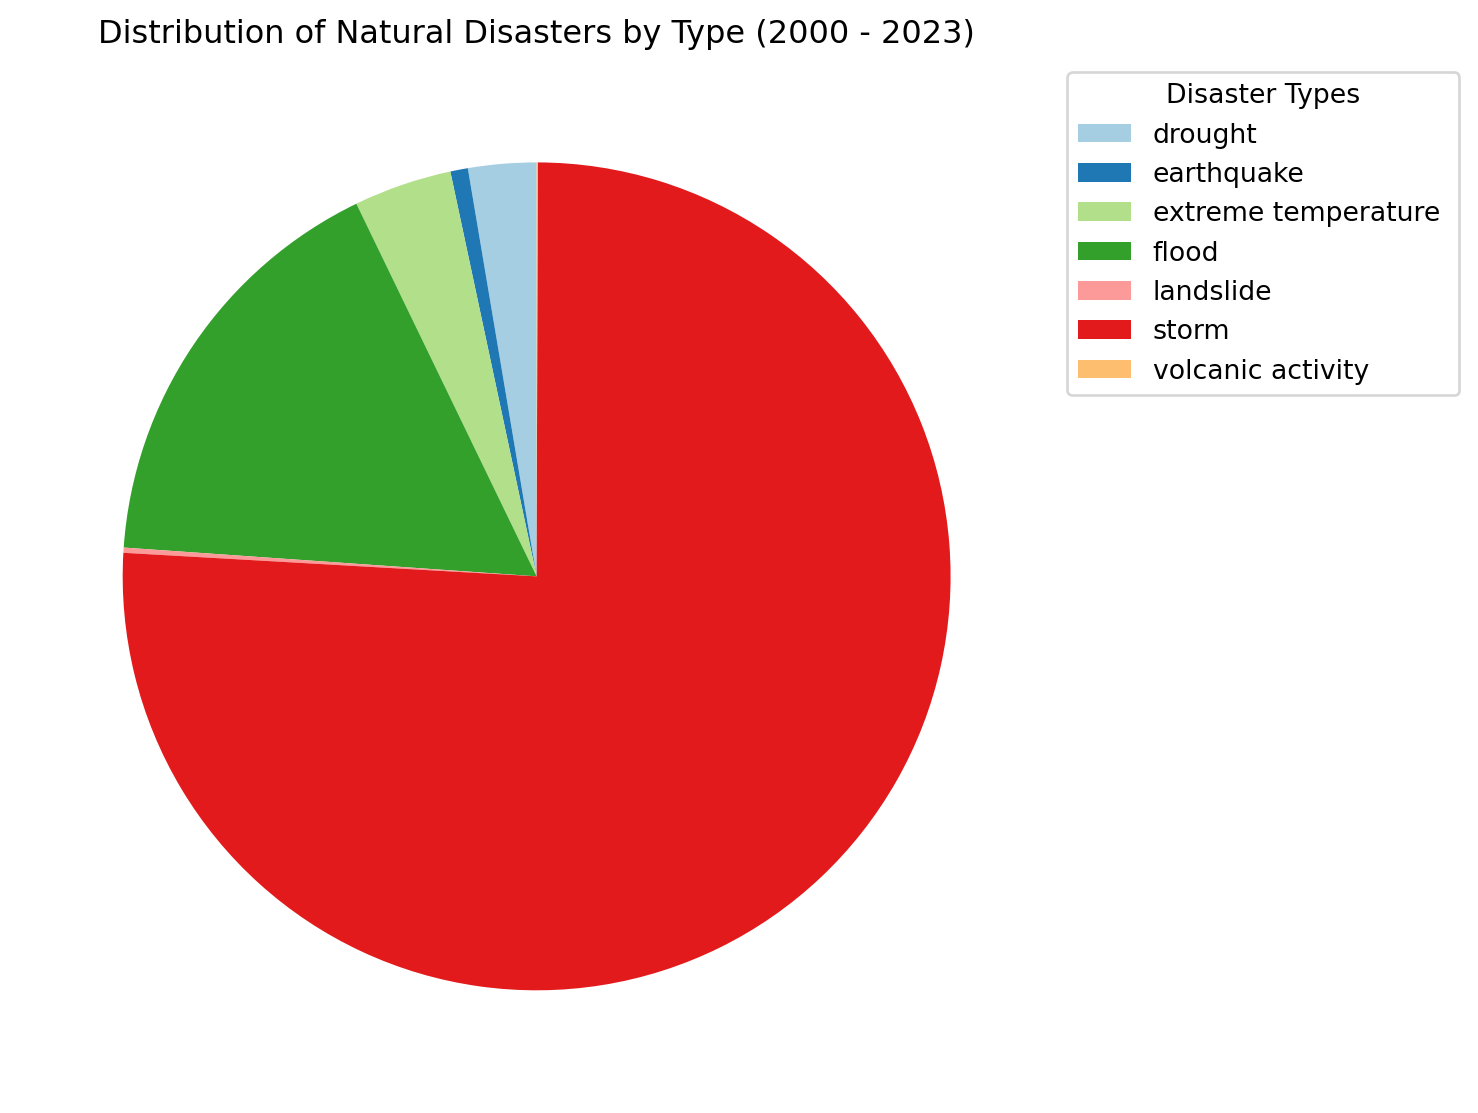 Distribution of Natural Disasters by Type (2000 - 2023)
Disaster Types
drought
earthquake
extreme temperature
flood
landslide
storm
volcanic activity